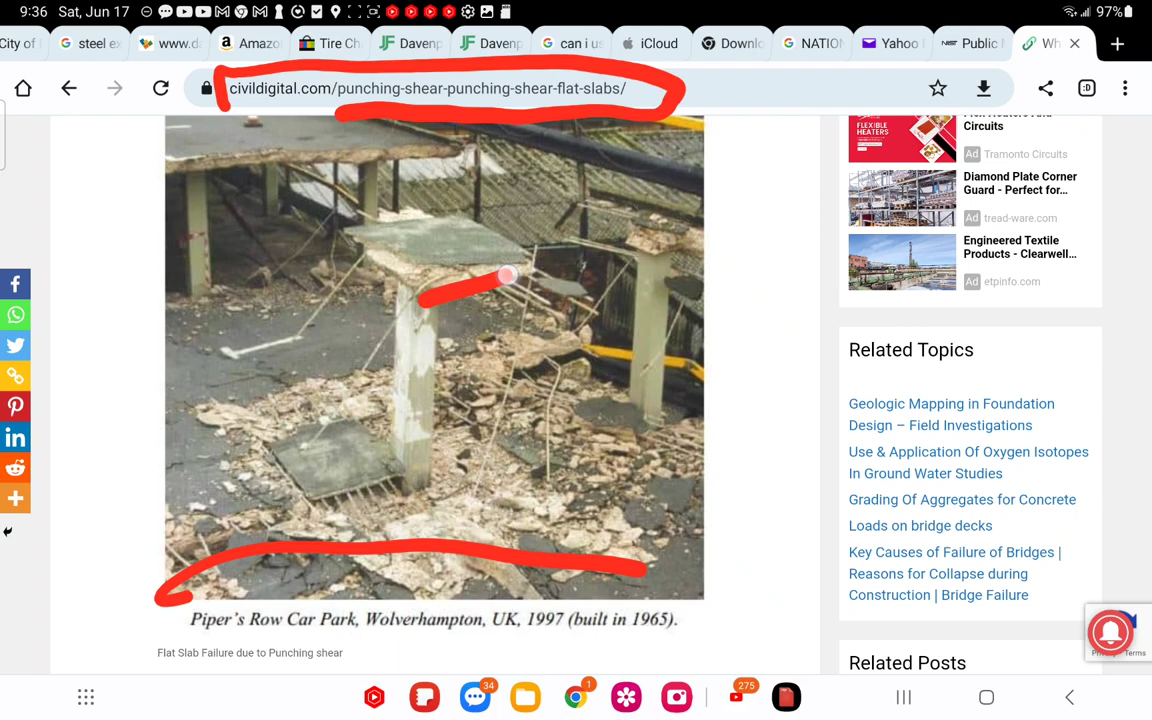 9:36 Sat, Jun 17
97%
City of
steel e
www.d
Amazo
Tire Ch
Davenp
Davenp
can i us
iCloud
Downlo
NATIO
Yahoo
Public
Wh
civildigital.com/punching-shear-punching-shear-flat-slabs/
FLEXIBLE
HEATERS
Circuits
Ad Tramonto Circuits
Diamond Plate Corner
Guard - Perfect for...
Ad tread-ware.com
Engineered Textile
Products - Clearwell...
Ad etpinfo.com
Related Topics
Geologic Mapping in Foundation
Design – Field Investigations
Use & Application Of Oxygen Isotopes
In Ground Water Studies
Grading Of Aggregates for Concrete
Loads on bridge decks
Key Causes of Failure of Bridges |
Reasons for Collapse during
Construction | Bridge Failure
Piper's Row Car Park, Wolverhampton, UK, 1997 (built in 1965).
Flat Slab Failure due to Punching shear
Terms
Related Posts
34
1
275